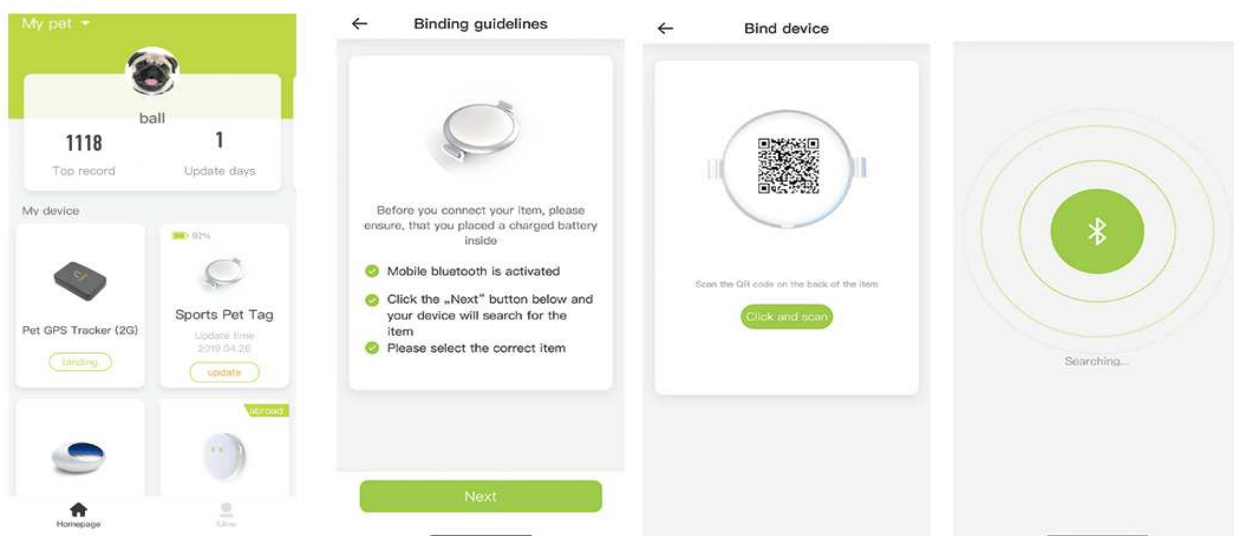 My pet
ball
1118
1
Top record
Update days
My device
92%
Pet GPS Tracker (2G)
binding
Sports Pet Tag
Update time
2019.04.26
update
abroad
Homepage
Mine
Binding guidelines
Before you connect your item, please
ensure, that you placed a charged battery
inside
Mobile bluetooth is activated
Click the „Next" button below and
your device will search for the
item
Please select the correct item
Next
Bind device
Scan the QR code on the back of the item
Click and scan
Searching...